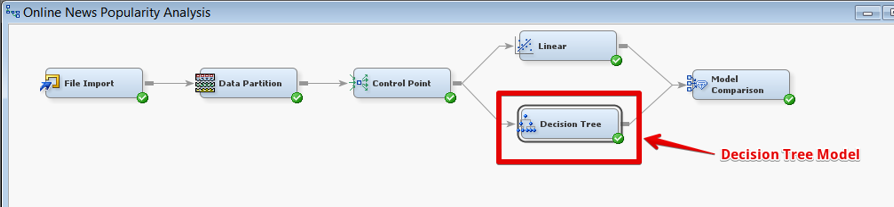 Online News Popularity Analysis
File Import
Data Partition
Control Point
Linear
Decision Tree
Model
Comparison
Decision Tree Model